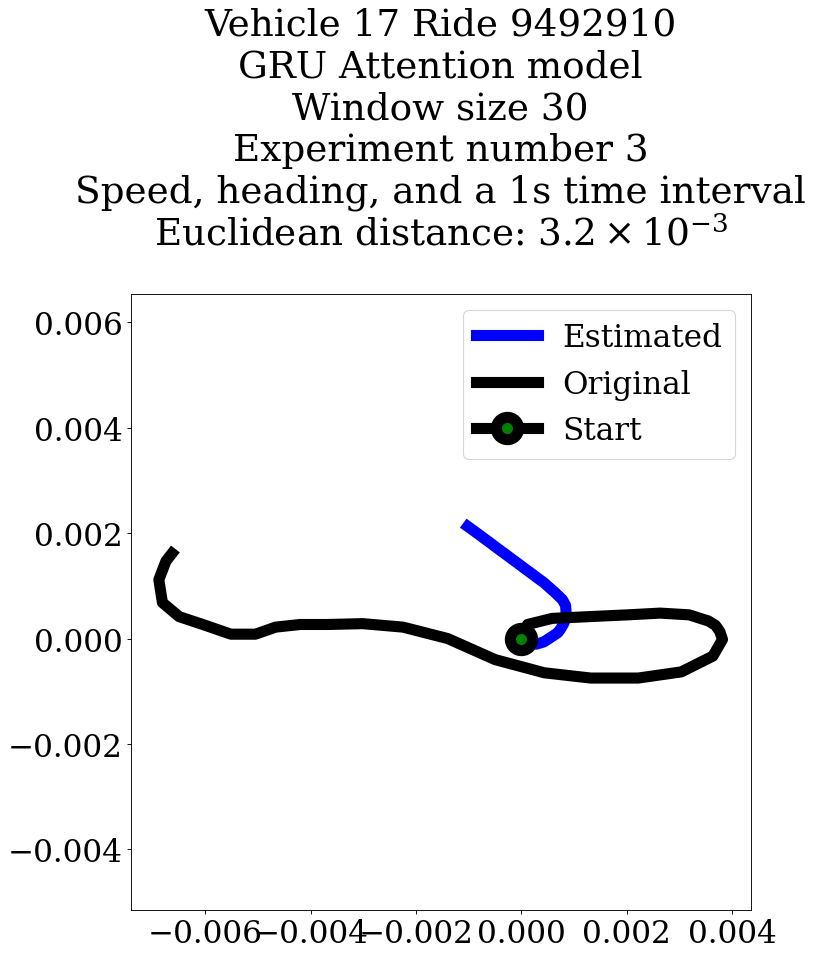 Vehicle 17 Ride 9492910
GRU Attention model
Window size 30
Experiment number 3
Speed, heading, and a 1s time interval
Euclidean distance: 3.2 × 10⁻³
Estimated
Original
Start
0.006
0.004
0.002
0.000
−0.002
−0.004
−0.006 −0.004 −0.002 0.000 0.002 0.004